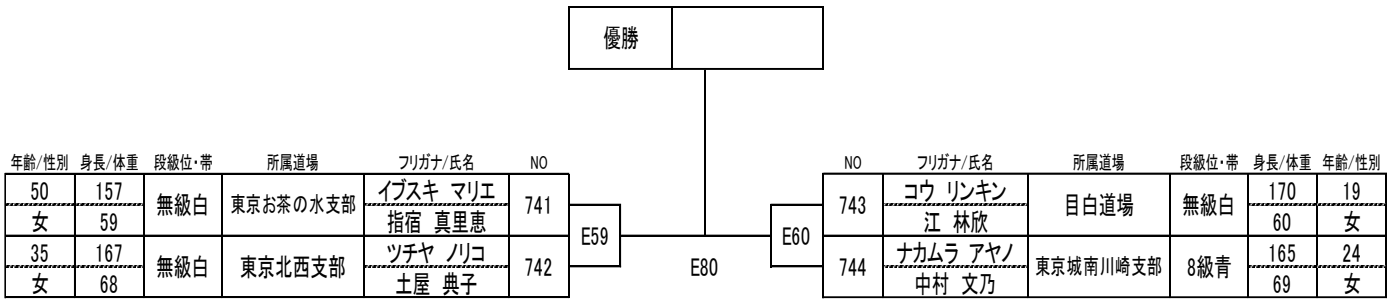 優勝
年齢/性別 身長/体重 段級位・帯 所属道場 フリガナ/氏名 NO
50 157 無級白 東京お茶の水支部 イブスキ マリエ 741
女 59 指宿 真里恵
35 167 無級白 東京北西支部 ツチヤ ノリコ 742
女 68 土屋 典子
E59
E80
E60
NO フリガナ/氏名 所属道場 段級位・帯 身長/体重 年齢/性別
743 コウ リンキン 目白道場 無級白 170 19
江 林欣 60 女
744 ナカムラ アヤノ 東京城南川崎支部 8級青 165 24
中村 文乃 69 女